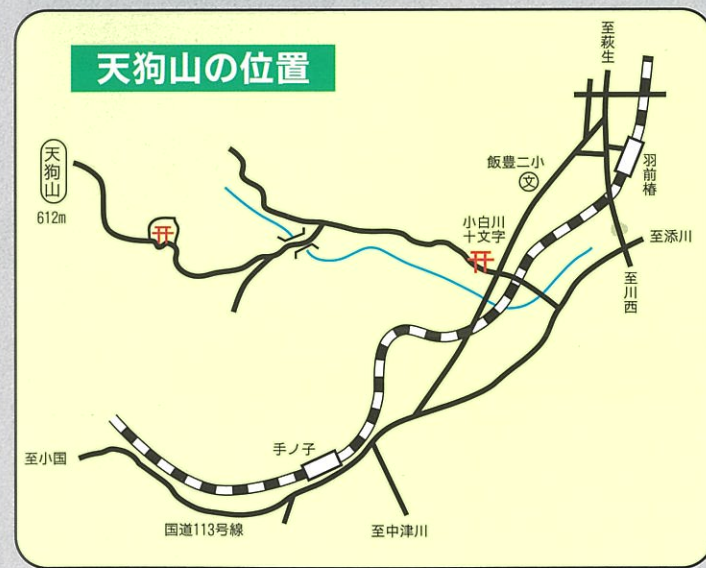 天狗山の位置
至萩生
天狗山
612m
飯豊二小
文
羽前椿
小白川
十文字
至添川
至川西
手ノ子
至小国
国道113号線
至中津川